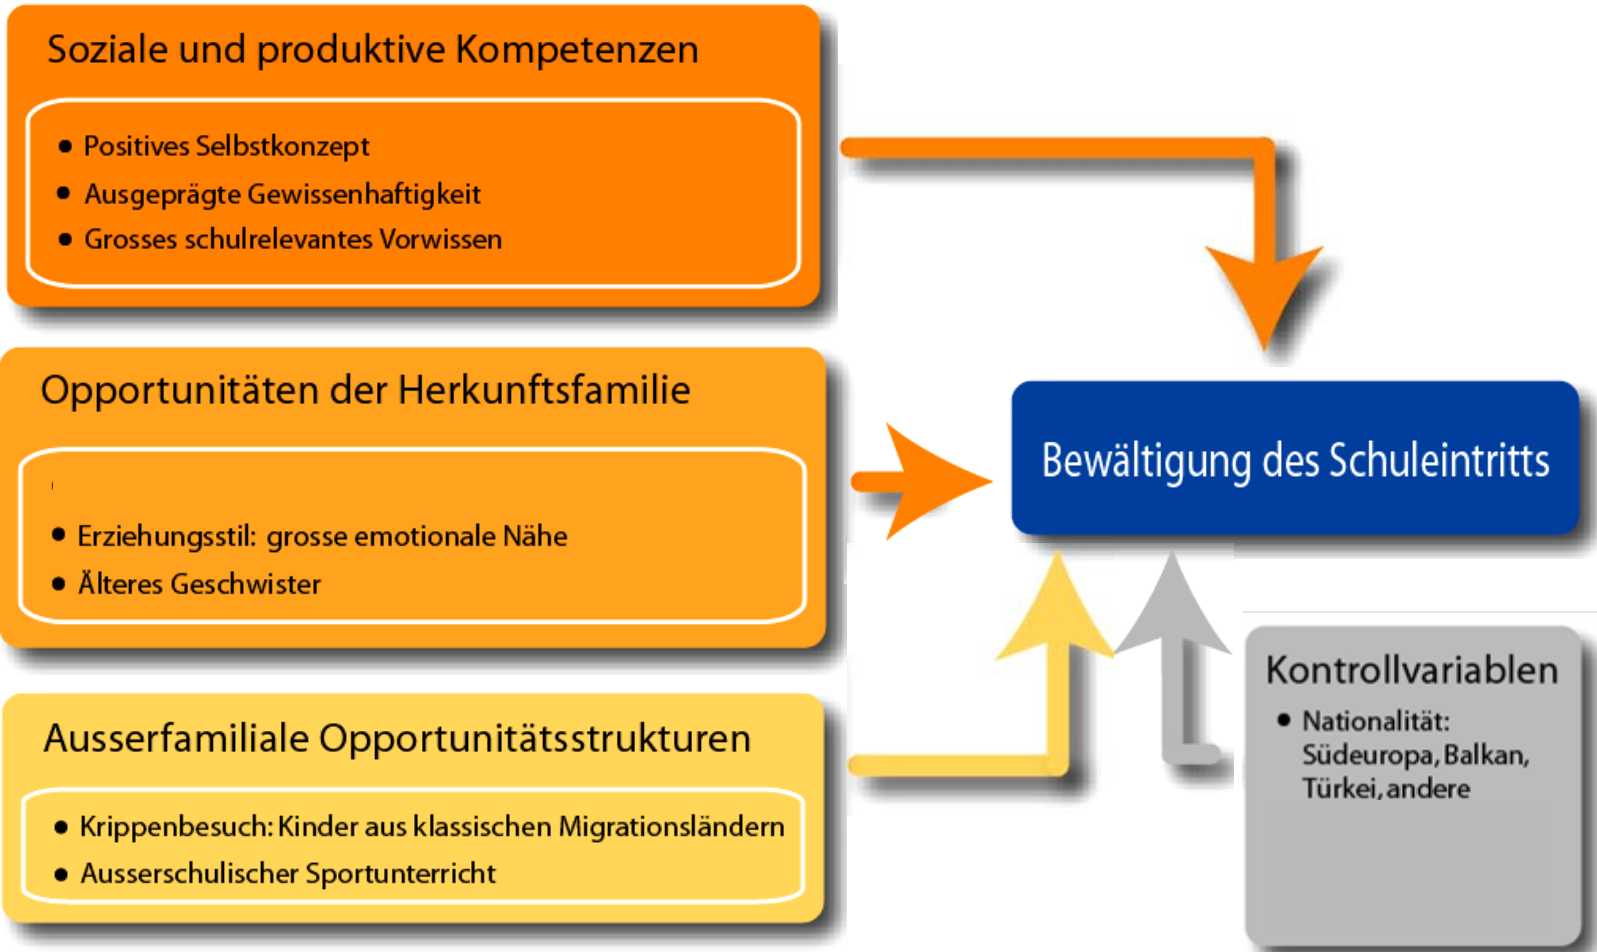 Soziale und produktive Kompetenzen
• Positives Selbstkonzept
• Ausgeprägte Gewissenhaftigkeit
• Grosses schulrelevantes Vorwissen
Opportunitäten der Herkunftsfamilie
• Erziehungsstil: grosse emotionale Nähe
• Älteres Geschwister
Ausserfamiliale Opportunitätsstrukturen
• Krippenbesuch: Kinder aus klassischen Migrationsländern
• Ausserschulischer Sportunterricht
Bewältigung des Schuleintritts
Kontrollvariablen
• Nationalität:
Südeuropa, Balkan,
Türkei, andere